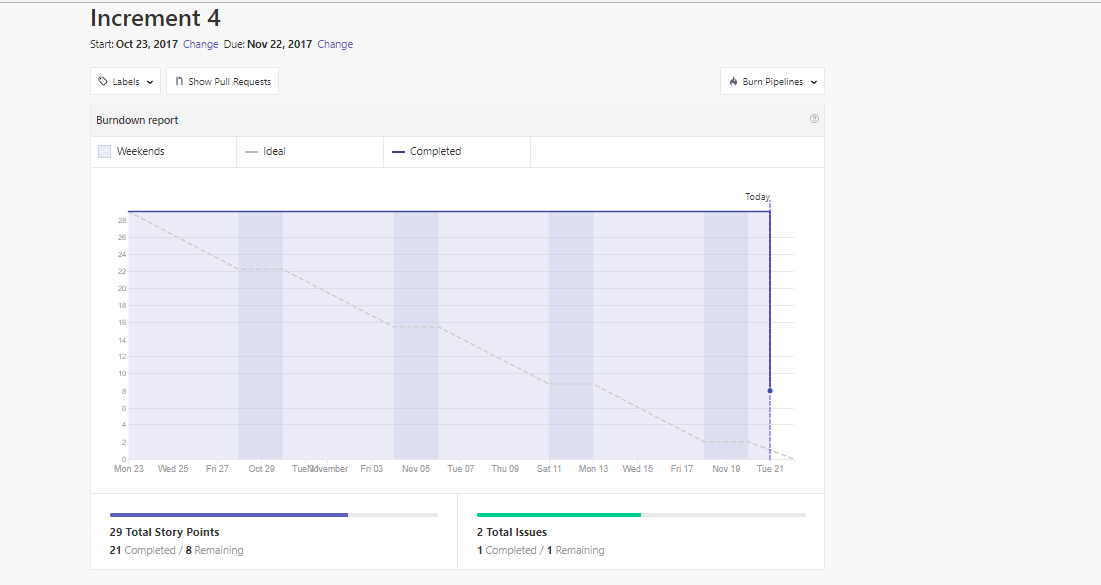 Increment 4
Start: Oct 23, 2017 Change Due: Nov 22, 2017 Change
Labels Show Pull Requests Burn Pipelines
Burndown report
Weekends Ideal Completed
Today
28
26
24
22
20
18
16
14
12
10
8
6
4
2
0
Mon 23 Wed 25 Fri 27 Oct 29 Tue November Fri 03 Nov 05 Tue 07 Thu 09 Sat 11 Mon 13 Wed 15 Fri 17 Nov 19 Tue 21
29 Total Story Points 2 Total Issues
21 Completed / 8 Remaining 1 Completed / 1 Remaining